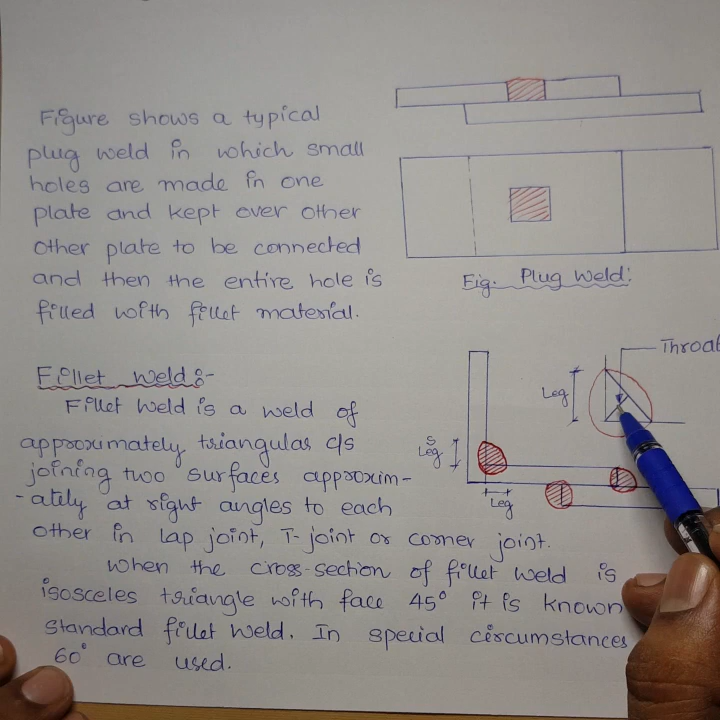 Figure shows a typical
plug weld in which small
holes are made in one
plate and kept over other
other plate to be connected
and then the entire hole is
filled with fillet material.
Fig. Plug Weld:
Fillet Weld:-
Fillet Weld is a weld of
approximately triangular c/s
joining two surfaces approxim-
-ately at right angles to each
other in Lap joint, T-joint or corner joint.
When the cross-section of fillet weld is
isosceles triangle with face 45° it is known
standard fillet weld. In special circumstances
60° are used.
Throat
Leg
S
Leg
Leg